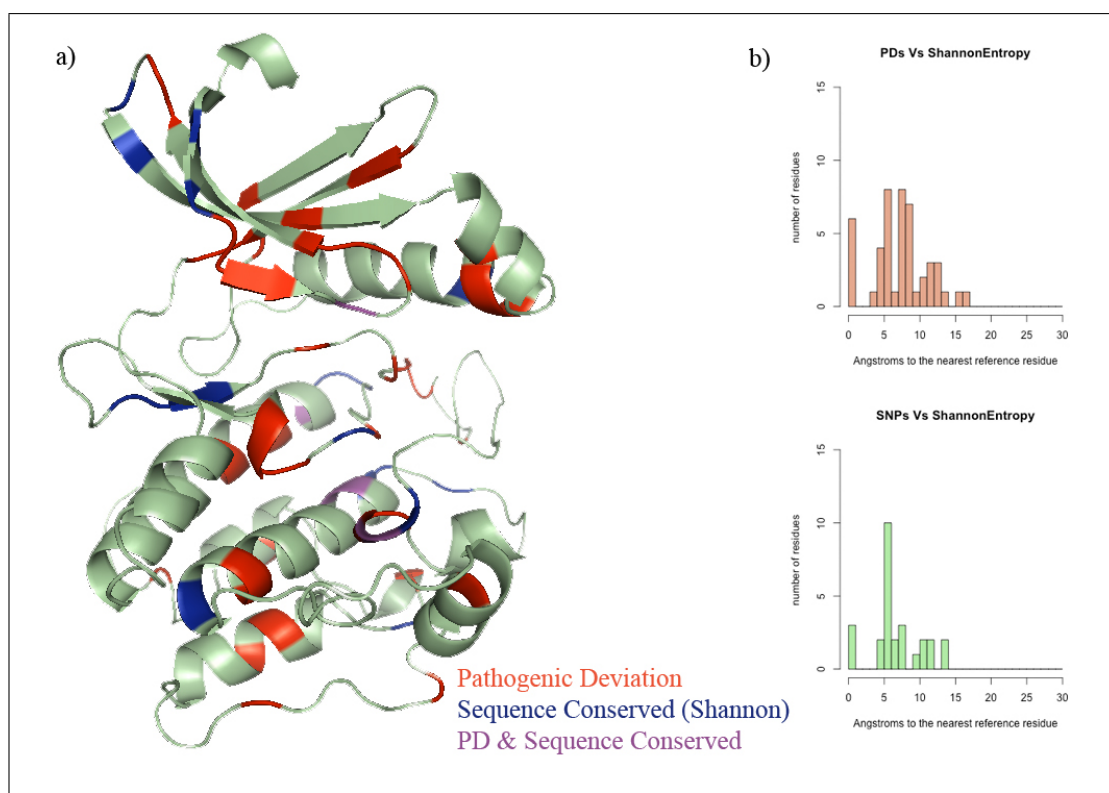 a)
Pathogenic Deviation
Sequence Conserved (Shannon)
PD & Sequence Conserved
b)
PDs Vs ShannonEntropy
number of residues
15
10
5
0
0 5 10 15 20 25 30
Angstroms to the nearest reference residue
SNPs Vs ShannonEntropy
number of residues
15
10
5
0
0 5 10 15 20 25 30
Angstroms to the nearest reference residue